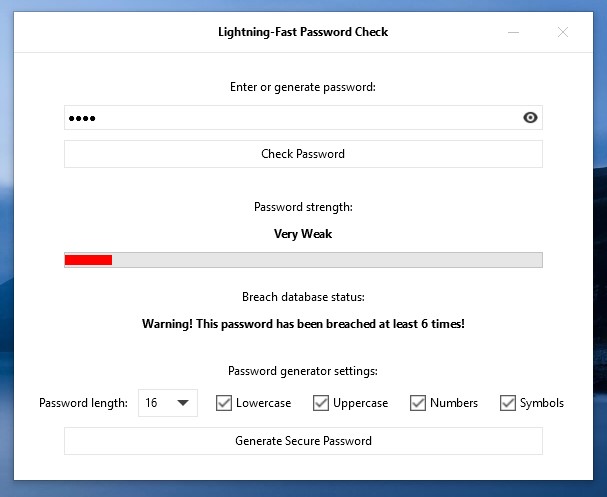 Lightning-Fast Password Check
Enter or generate password:
••••
Check Password
Password strength:
Very Weak
Breach database status:
Warning! This password has been breached at least 6 times!
Password generator settings:
Password length: 16 Lowercase Uppercase Numbers Symbols
Generate Secure Password